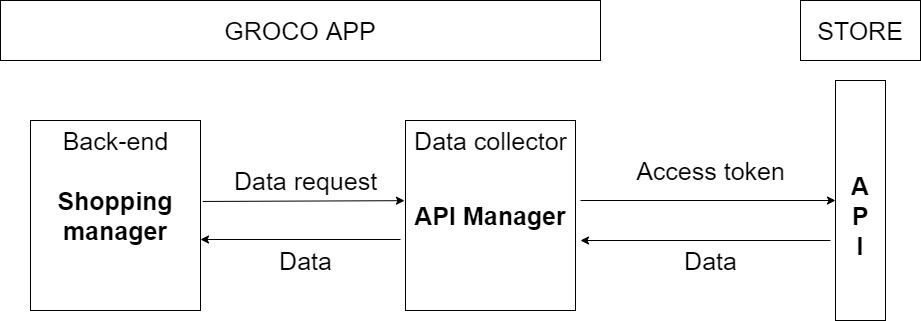 GROCO APP
STORE
Back-end
Shopping
manager
Data request
Data
Data collector
API Manager
Access token
Data
A
P
I